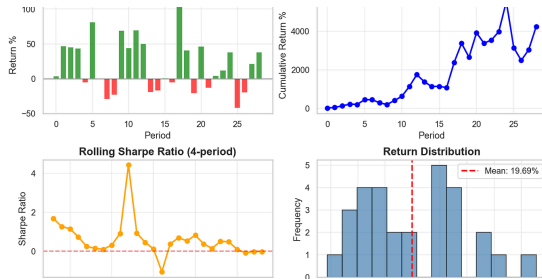 100
50
0
−50
Return %
0 5 10 15 20 25
Period
4000
2000
0
Cumulative Return %
0 5 10 15 20 25
Period
Rolling Sharpe Ratio (4-period)
4
2
0
Sharpe Ratio
Return Distribution
Mean: 19.69%
5
4
3
2
1
0
Frequency